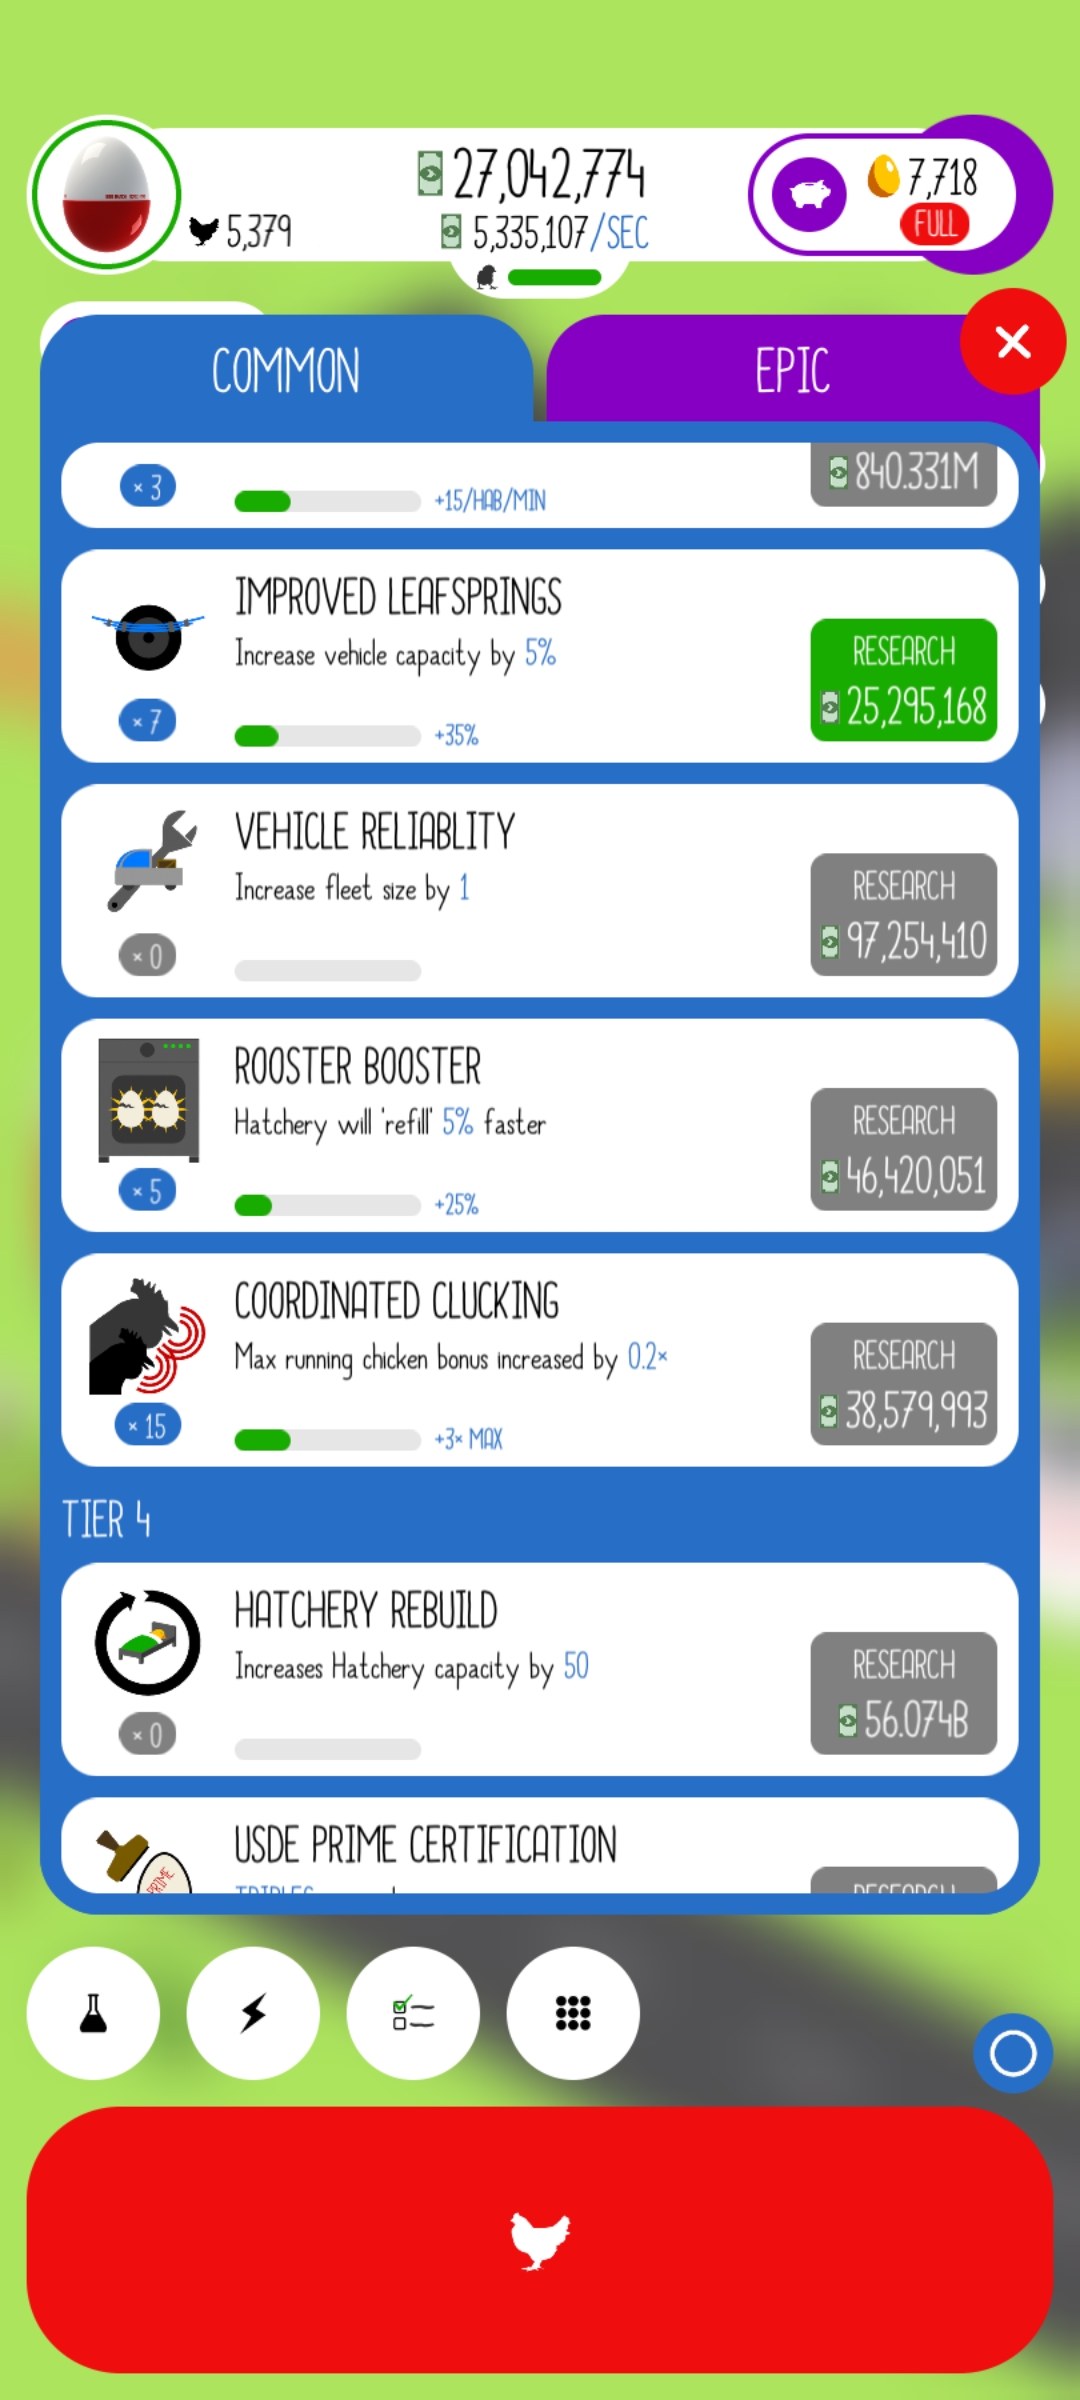 27,042,774
7,718
5,379
5,335,107/SEC
FULL
COMMON
EPIC
× 3
+15/HAB/MIN
840.331M
IMPROVED LEAFSPRINGS
Increase vehicle capacity by 5%
RESEARCH
25,295,168
× 7
+35%
VEHICLE RELIABLITY
Increase fleet size by 1
RESEARCH
97,254,410
× 0
ROOSTER BOOSTER
Hatchery will 'refill' 5% faster
RESEARCH
46,420,051
× 5
+25%
COORDINATED CLUCKING
Max running chicken bonus increased by 0.2×
RESEARCH
38,579,993
× 15
+3× MAX
TIER 4
HATCHERY REBUILD
Increases Hatchery capacity by 50
RESEARCH
56.074B
× 0
USDE PRIME CERTIFICATION
PRIME
TRIPLES
RESEARCH